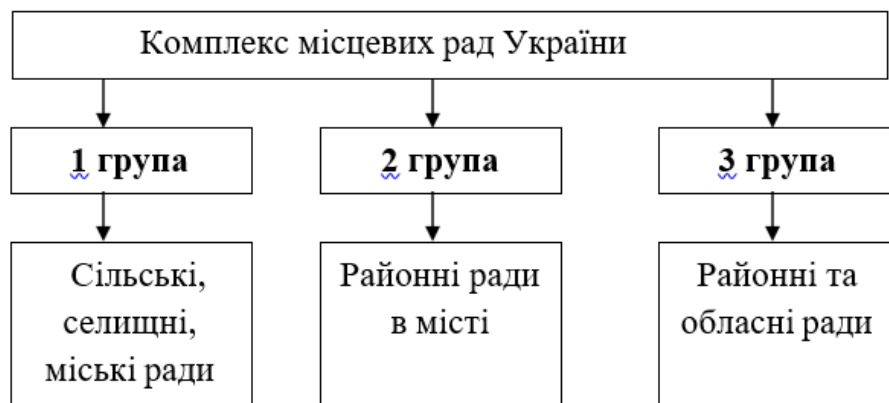 Комплекс місцевих рад України
1 група
2 група
3 група
Сільські,
селищні,
міські ради
Районні ради
в місті
Районні та
обласні ради